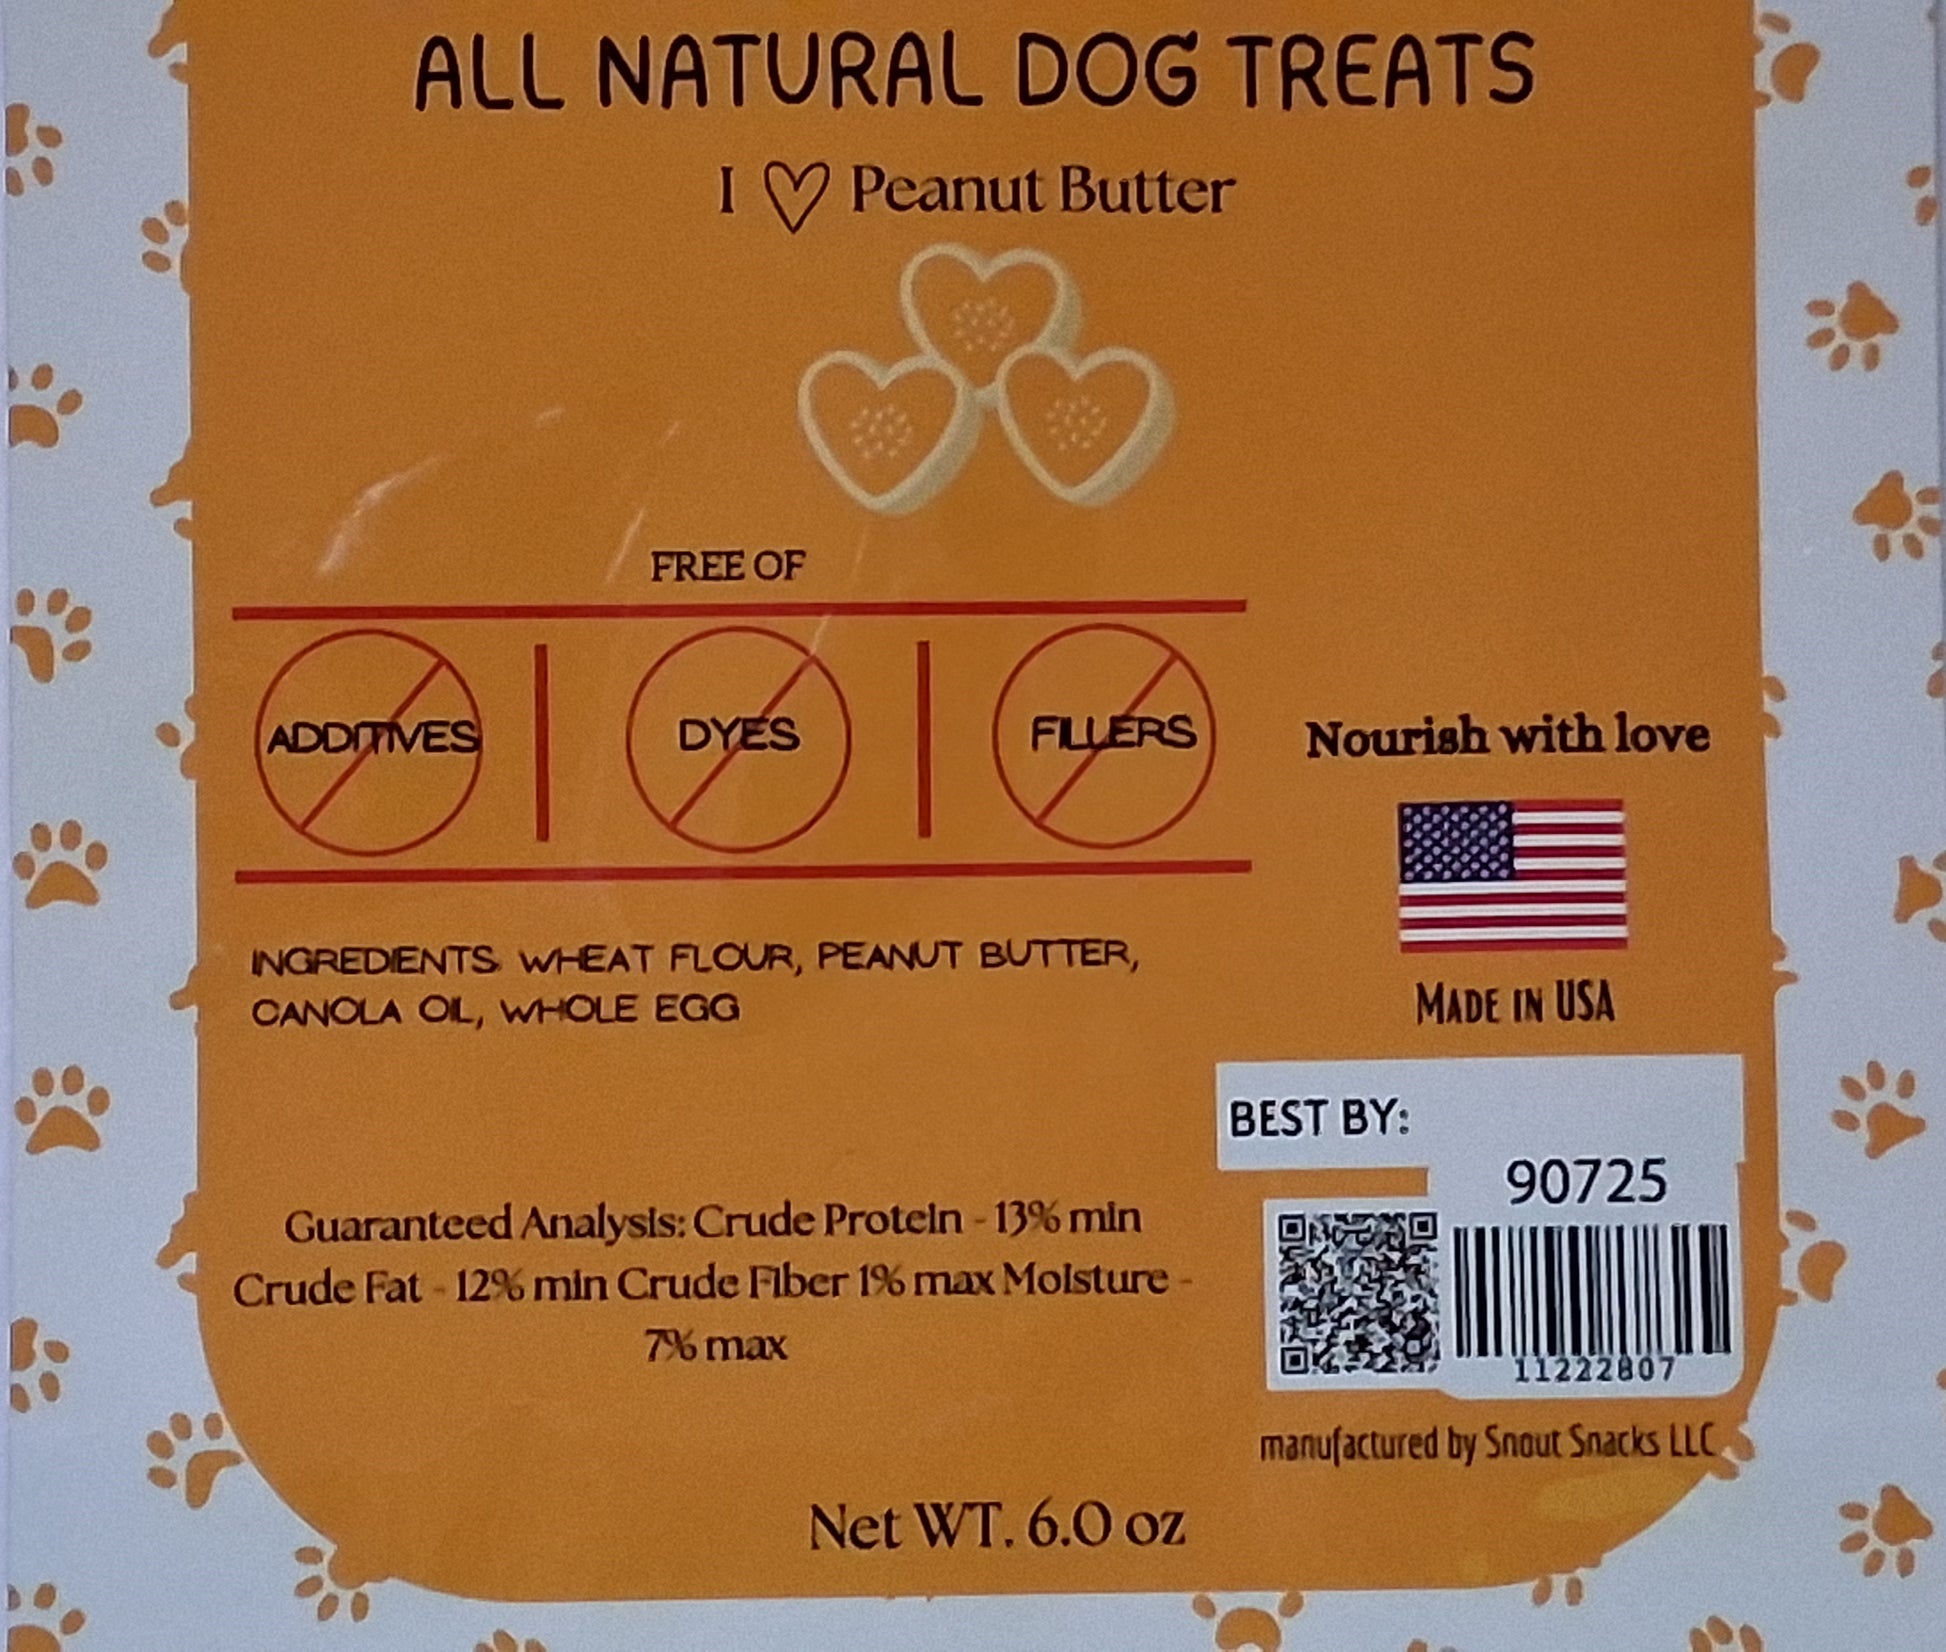 ALL NATURAL DOG TREATS
I ♡ Peanut Butter
FREE OF
ADDITIVES
DYES
FILLERS
Nourish with love
INGREDIENTS: WHEAT FLOUR, PEANUT BUTTER,
CANOLA OIL, WHOLE EGG
MADE IN USA
BEST BY:
90725
11222807
Guaranteed Analysis: Crude Protein - 13% min
Crude Fat - 12% min Crude Fiber 1% max Moisture -
7% max
manufactured by Snout Snacks LLC
Net WT. 6.0 oz